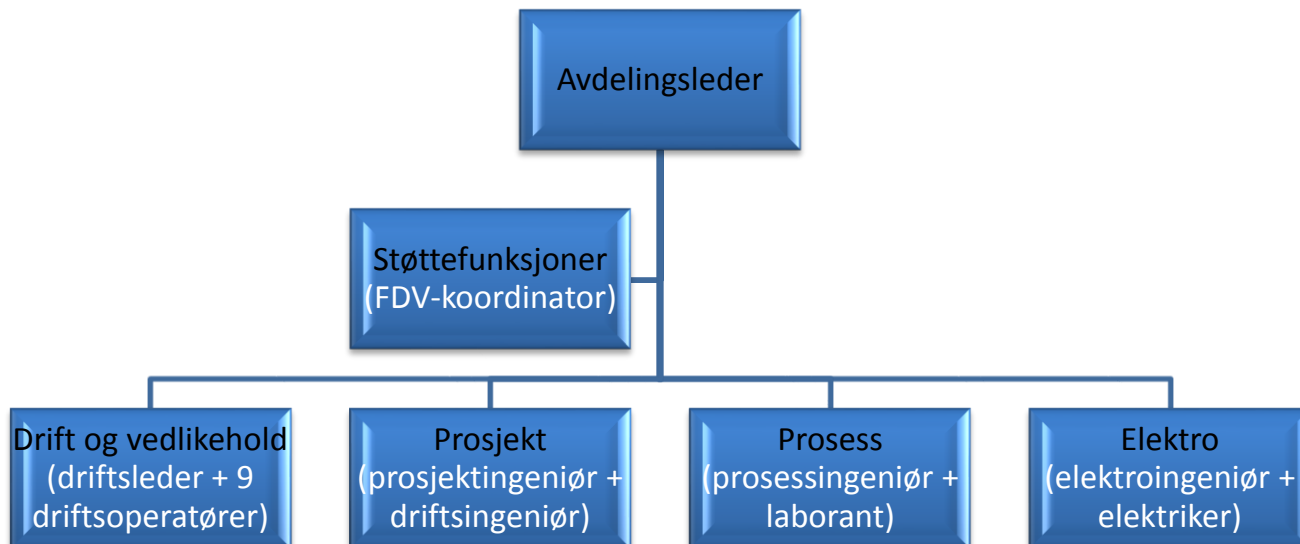 Avdelingsleder
Støttefunksjoner
(FDV-koordinator)
Drift og vedlikehold
(driftsleder + 9
driftsoperatører)
Prosjekt
(prosjektingeniør +
driftsingeniør)
Prosess
(prosessingeniør +
laborant)
Elektro
(elektroingeniør +
elektriker)